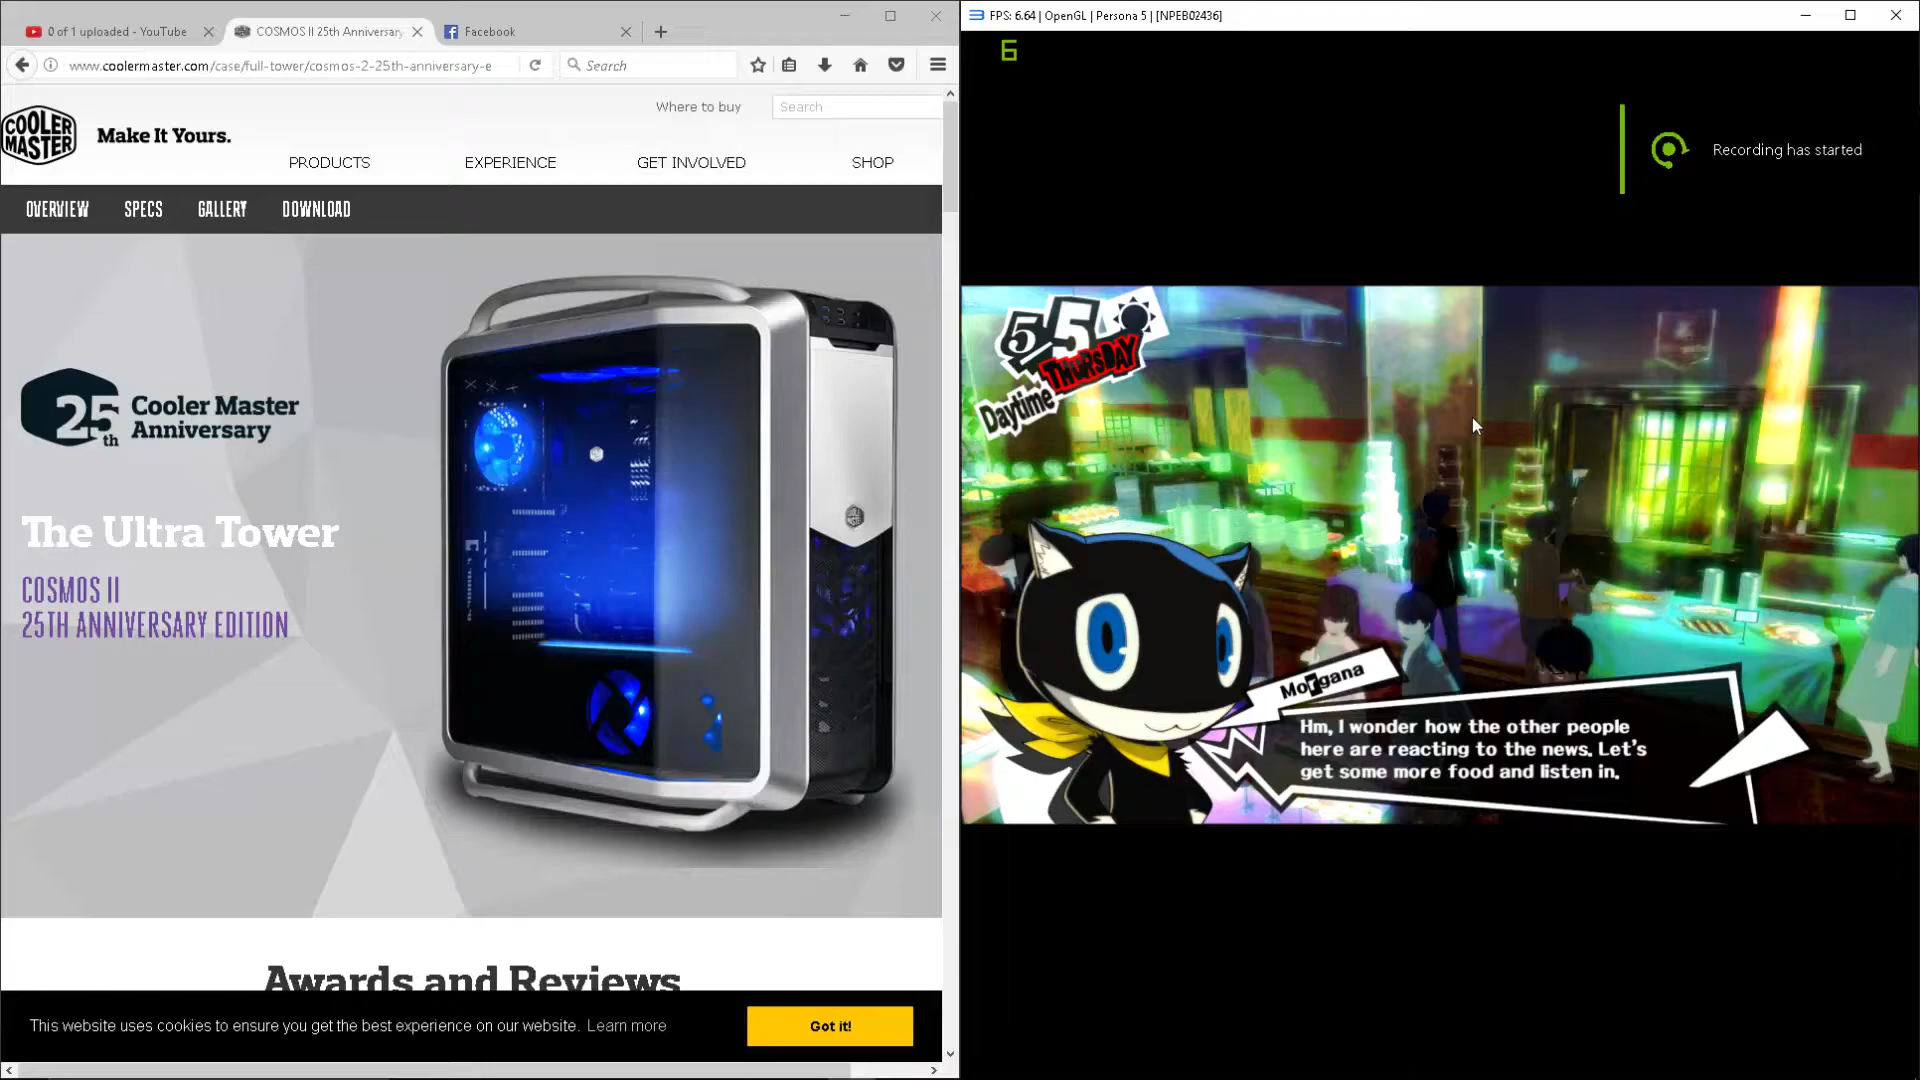 0 of 1 uploaded - YouTube
COSMOS II 25th Anniversary
Facebook
www.coolermaster.com/case/full-tower/cosmos-2-25th-anniversary-e
Search
COOLER MASTER
Make It Yours.
Where to buy
Search
PRODUCTS
EXPERIENCE
GET INVOLVED
SHOP
OVERVIEW
SPECS
GALLERY
DOWNLOAD
25th
Cooler Master
Anniversary
The Ultra Tower
COSMOS II
25TH ANNIVERSARY EDITION
Awards and Reviews
This website uses cookies to ensure you get the best experience on our website. Learn more
Got it!
FPS: 6.64 | OpenGL | Persona 5 | [NPEB02436]
6
Recording has started
5/5
THURSDAY
Daytime
Morgana
Hm, I wonder how the other people
here are reacting to the news. Let's
get some more food and listen in.